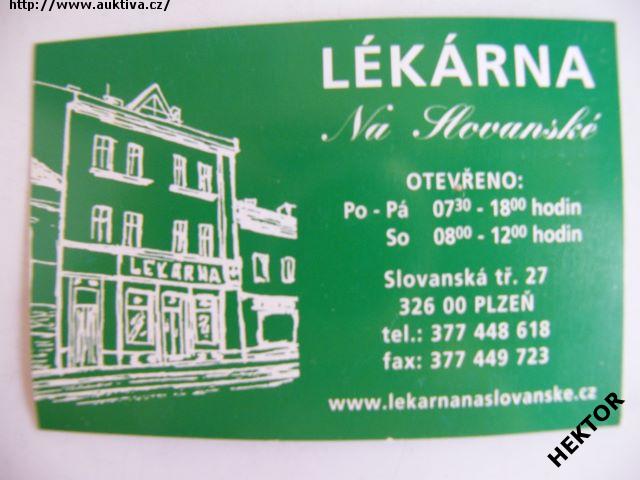 http://www.auktiva.cz/
LÉKÁRNA
Na Slovanské
OTEVŘENO:
Po - Pá 0730 - 1800 hodin
So 0800 - 1200 hodin
LEKÁRNA
Slovanská tř. 27
326 00 PLZEŇ
tel.: 377 448 618
fax: 377 449 723
www.lekarnanaslovanske.cz
HEKTOR